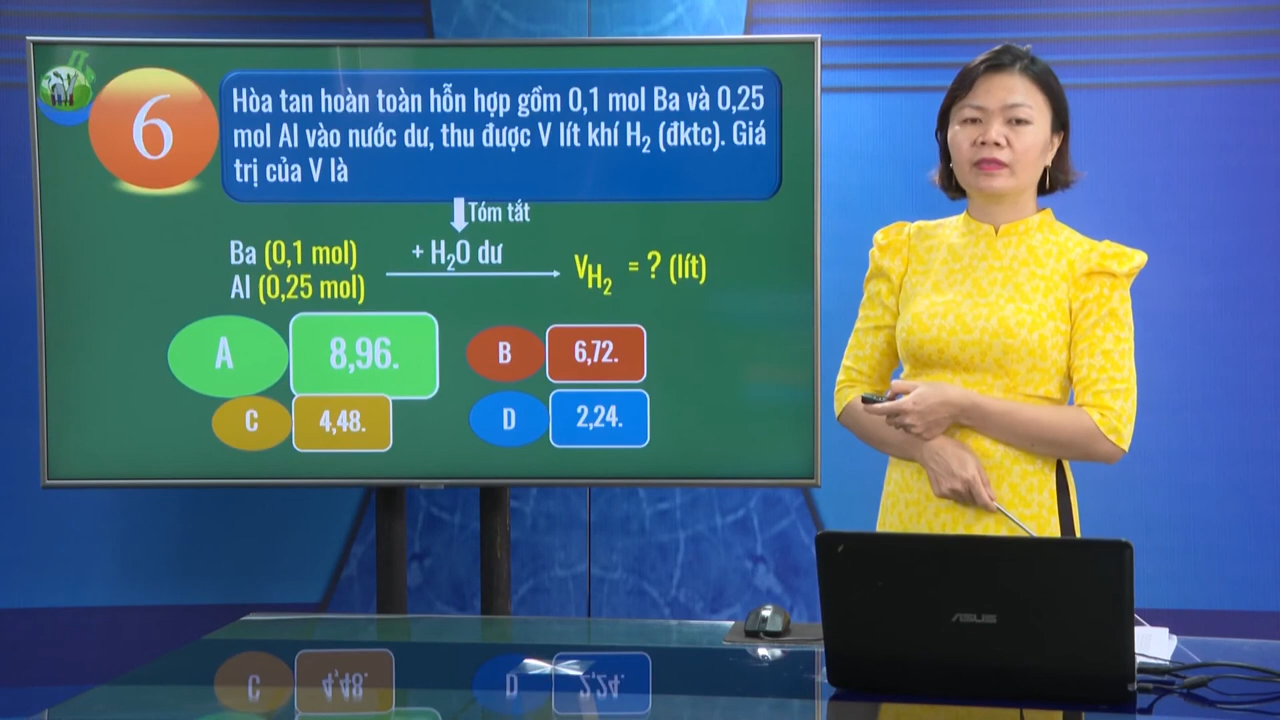 6
Hòa tan hoàn toàn hỗn hợp gồm 0,1 mol Ba và 0,25
mol Al vào nước dư, thu được V lít khí H₂ (đktc). Giá
trị của V là
Tóm tắt
Ba (0,1 mol)
+ H₂O dư
Al (0,25 mol)
V H₂ = ? (lít)
A 8,96.
B 6,72.
C 4,48.
D 2,24.
ASUS